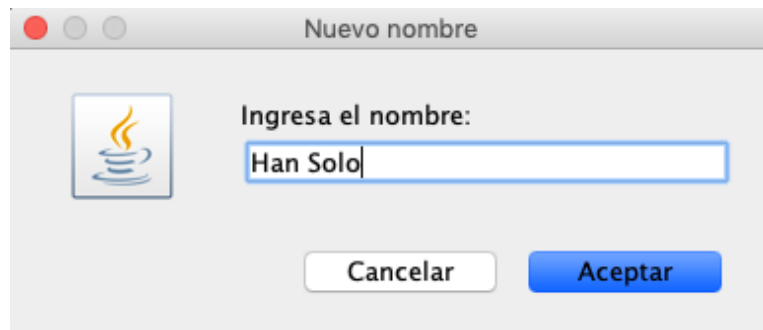 Nuevo nombre
Ingresa el nombre:
Han Solo
Cancelar Aceptar